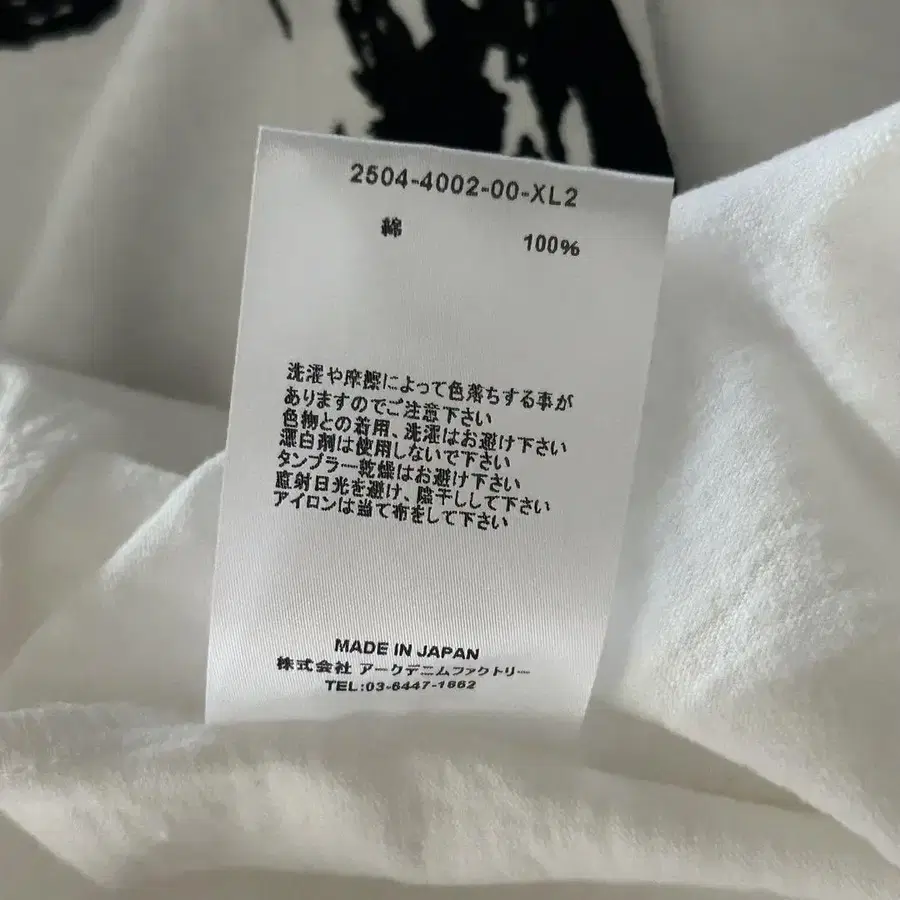 2504-4002-00-XL2
綿 100%
洗濯や摩擦によって色落ちする事が
ありますのでご注意下さい
色物との着用、洗濯はお避け下さい
漂白剤は使用しないで下さい
タンブラー乾燥はお避け下さい
直射日光を避け、陰干しして下さい
アイロンは当て布をして下さい
MADE IN JAPAN
株式会社 アークデニムファクトリー
TEL:03-6447-1662